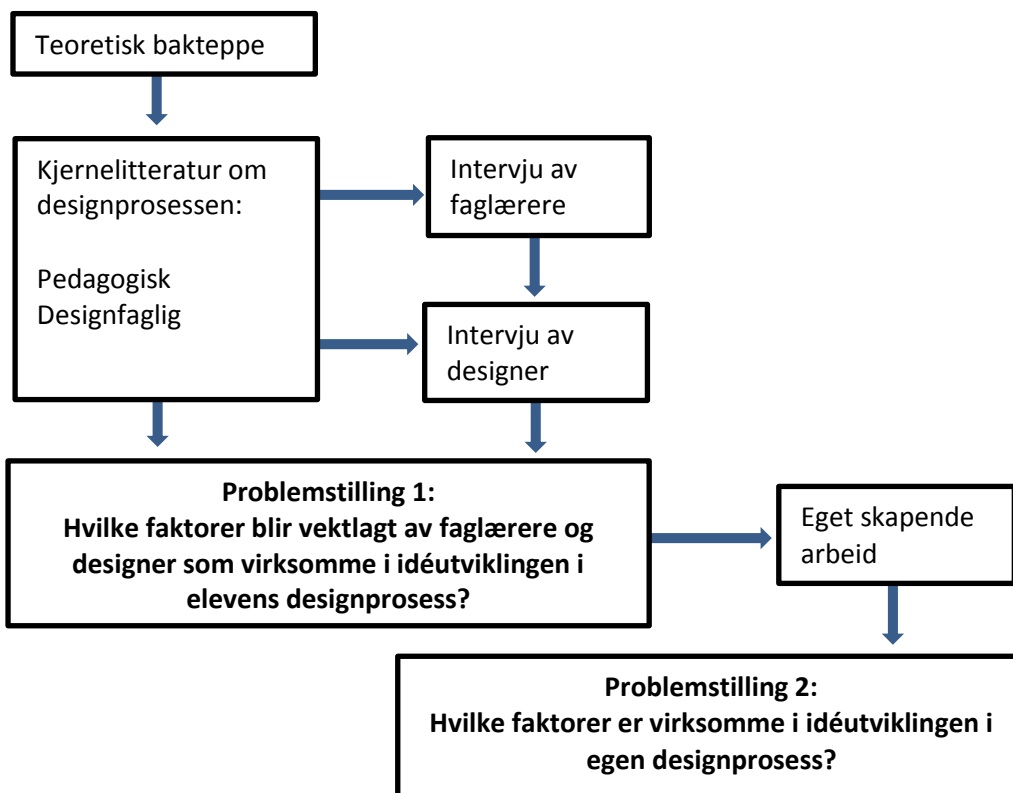 Teoretisk bakteppe
Kjernelitteratur om
designprosessen:
Pedagogisk
Designfaglig
Intervju av
faglærere
Intervju av
designer
Problemstilling 1:
Hvilke faktorer blir vektlagt av faglærere og
designer som virksomme i idéutviklingen i
elevens designprosess?
Eget skapende
arbeid
Problemstilling 2:
Hvilke faktorer er virksomme i idéutviklingen i
egen designprosess?